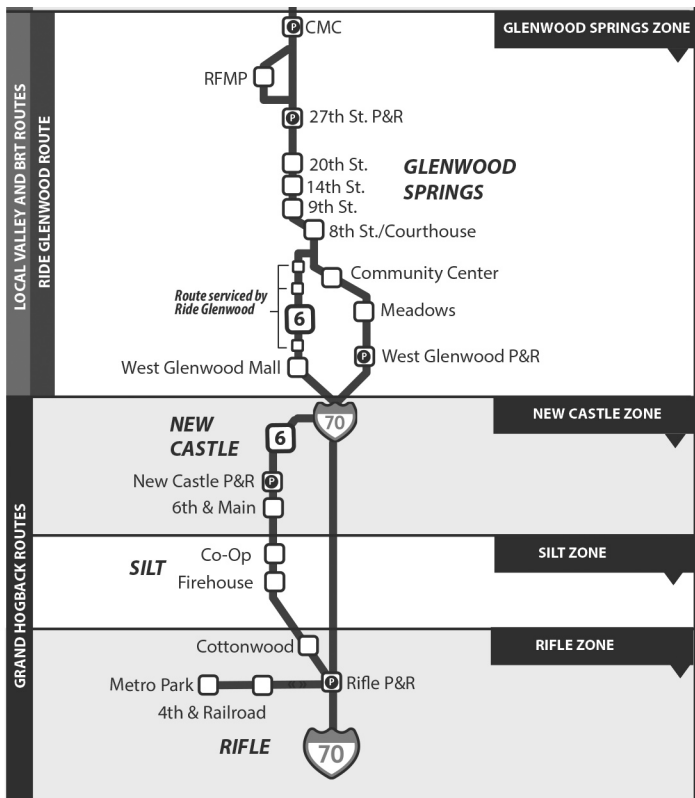 GLENWOOD SPRINGS ZONE
P CMC
RFMP
P 27th St. P&R
20th St.
14th St.
9th St.
GLENWOOD
SPRINGS
8th St./Courthouse
Community Center
Route serviced by
Ride Glenwood
6
Meadows
P West Glenwood P&R
West Glenwood Mall
LOCAL VALLEY AND BRT ROUTES
RIDE GLENWOOD ROUTE
70
NEW CASTLE ZONE
NEW
CASTLE
6
New Castle P&R P
6th & Main
SILT ZONE
Co-Op
SILT
Firehouse
RIFLE ZONE
Cottonwood
Metro Park
P Rifle P&R
4th & Railroad
RIFLE
70
GRAND HOGBACK ROUTES